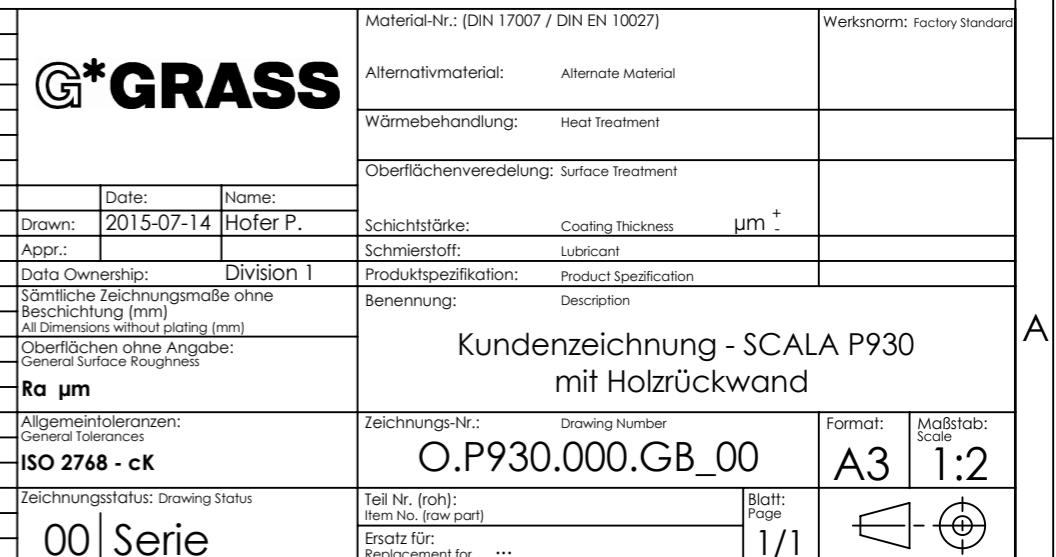 G*GRASS
Material-Nr.: (DIN 17007 / DIN EN 10027)
Werksnorm: Factory Standard
Alternativmaterial: Alternate Material
Wärmebehandlung: Heat Treatment
Oberflächenveredelung: Surface Treatment
Date: Name:
Drawn: 2015-07-14 Hofer P.
Schichtstärke: Coating Thickness µm + -
Appr.:
Schmierstoff: Lubricant
Data Ownership: Division 1
Produktspezifikation: Product Spezification
Sämtliche Zeichnungsmaße ohne
Beschichtung (mm)
All Dimensions without plating (mm)
Benennung: Description
Kundenzeichnung - SCALA P930
mit Holzrückwand
A
Oberflächen ohne Angabe:
General Surface Roughness
Ra µm
Allgemeintoleranzen:
General Tolerances
ISO 2768 - cK
Zeichnungs-Nr.: Drawing Number
O.P930.000.GB_00
Format:
A3
Maßstab:
Scale
1:2
Zeichnungsstatus: Drawing Status
00 Serie
Teil Nr. (roh):
Item No. (raw part)
Ersatz für:
Replacement for ...
Blatt:
Page
1/1